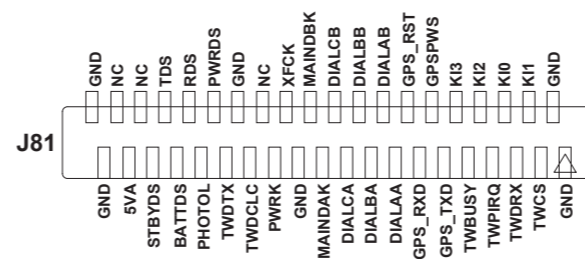 GND
NC
NC
TDS
RDS
PWRDS
GND
NC
XFCK
MAINDBK
DIALCB
DIALBB
DIALAB
GPS_RST
GPSPWS
KI3
KI2
KI0
KI1
GND
J81
GND
5VA
STBYDS
BATTDS
PHOTOL
TWDTX
TWDCLC
PWRK
GND
MAINDAK
DIALCA
DIALBA
DIALAA
GPS_RXD
GPS_TXD
TWBUSY
TWPIRQ
TWDRX
TWCS
GND